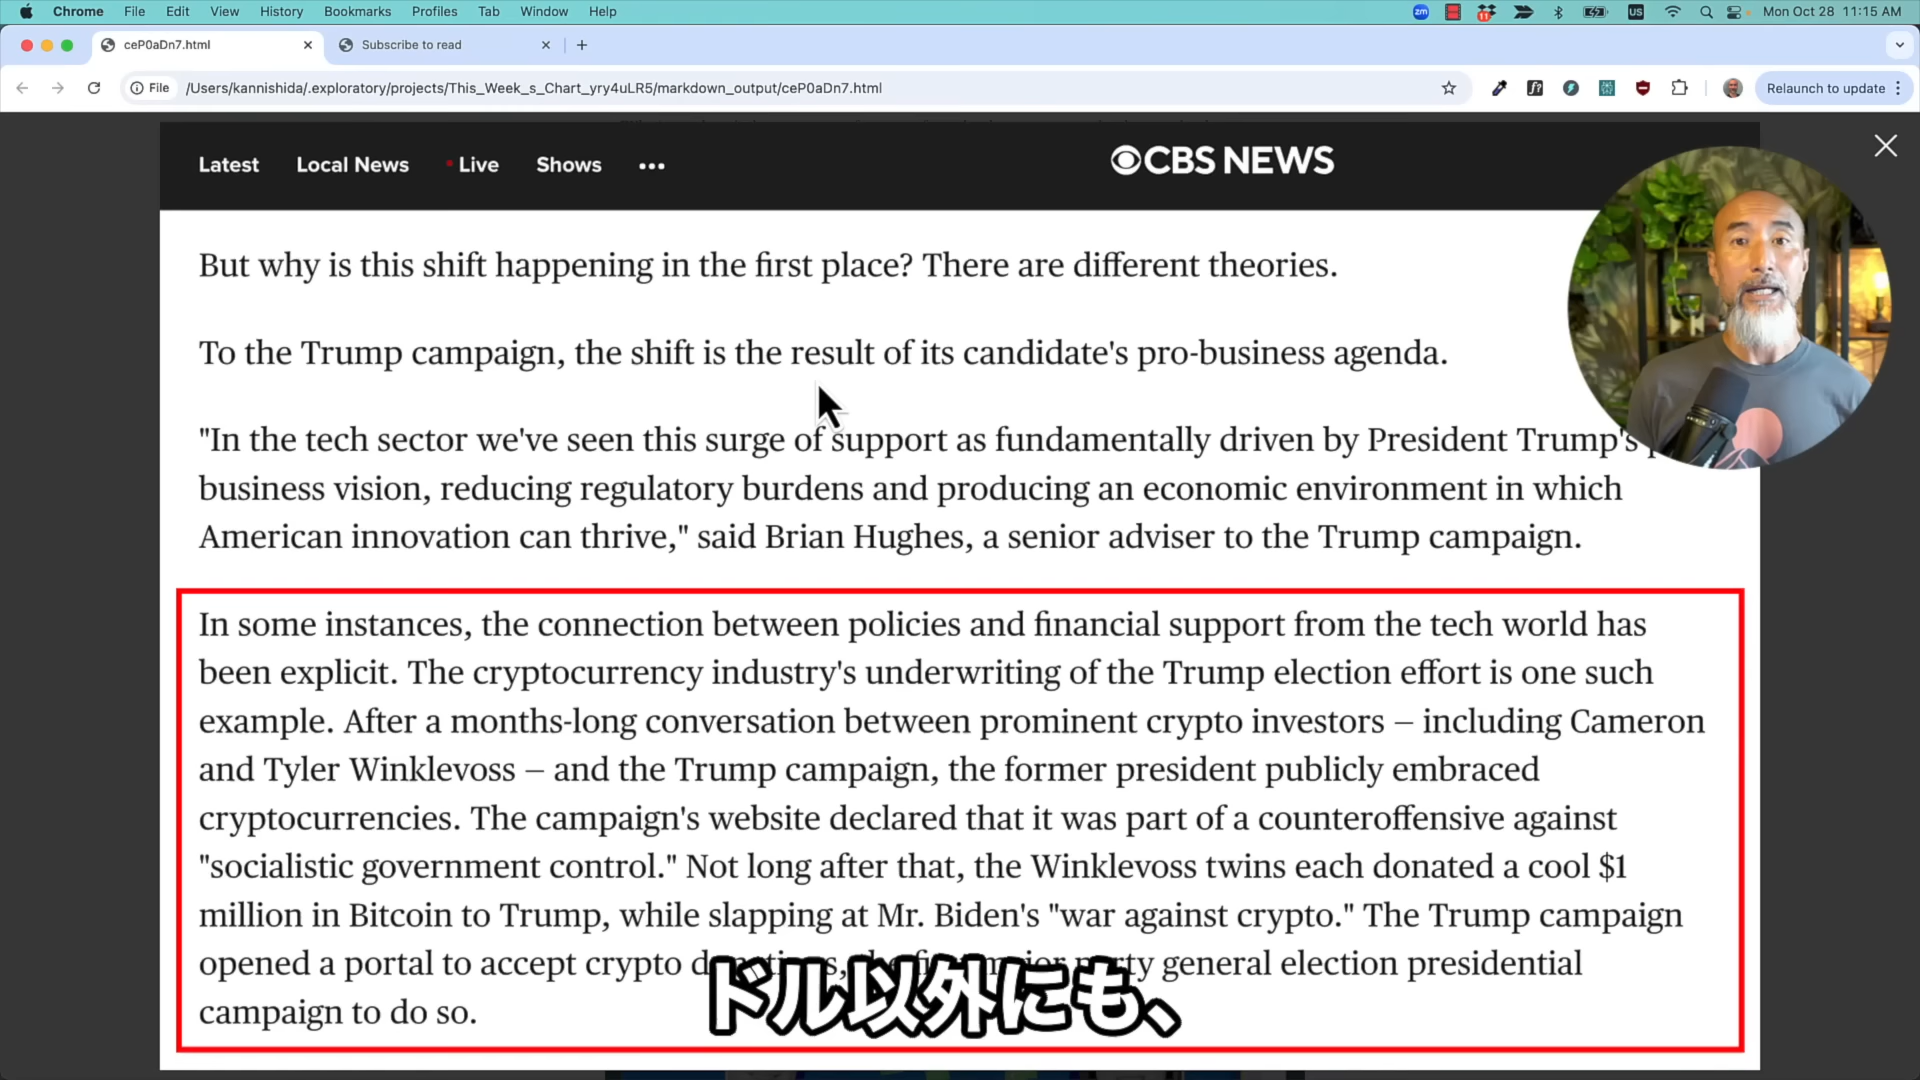 Chrome File Edit View History Bookmarks Profiles Tab Window Help
zm 11 US Mon Oct 28 11:15 AM
ceP0aDn7.html Subscribe to read
File /Users/kannishida/.exploratory/projects/This_Week_s_Chart_yry4uLR5/markdown_output/ceP0aDn7.html
f? Relaunch to update
Latest Local News Live Shows ••• CBS NEWS
But why is this shift happening in the first place? There are different theories.
To the Trump campaign, the shift is the result of its candidate's pro-business agenda.
"In the tech sector we've seen this surge of support as fundamentally driven by President Trump's
business vision, reducing regulatory burdens and producing an economic environment in which
American innovation can thrive," said Brian Hughes, a senior adviser to the Trump campaign.
In some instances, the connection between policies and financial support from the tech world has
been explicit. The cryptocurrency industry's underwriting of the Trump election effort is one such
example. After a months-long conversation between prominent crypto investors — including Cameron
and Tyler Winklevoss — and the Trump campaign, the former president publicly embraced
cryptocurrencies. The campaign's website declared that it was part of a counteroffensive against
"socialistic government control." Not long after that, the Winklevoss twins each donated a cool $1
million in Bitcoin to Trump, while slapping at Mr. Biden's "war against crypto." The Trump campaign
opened a portal to accept crypto general election presidential
campaign to do so.
ドル以外にも、